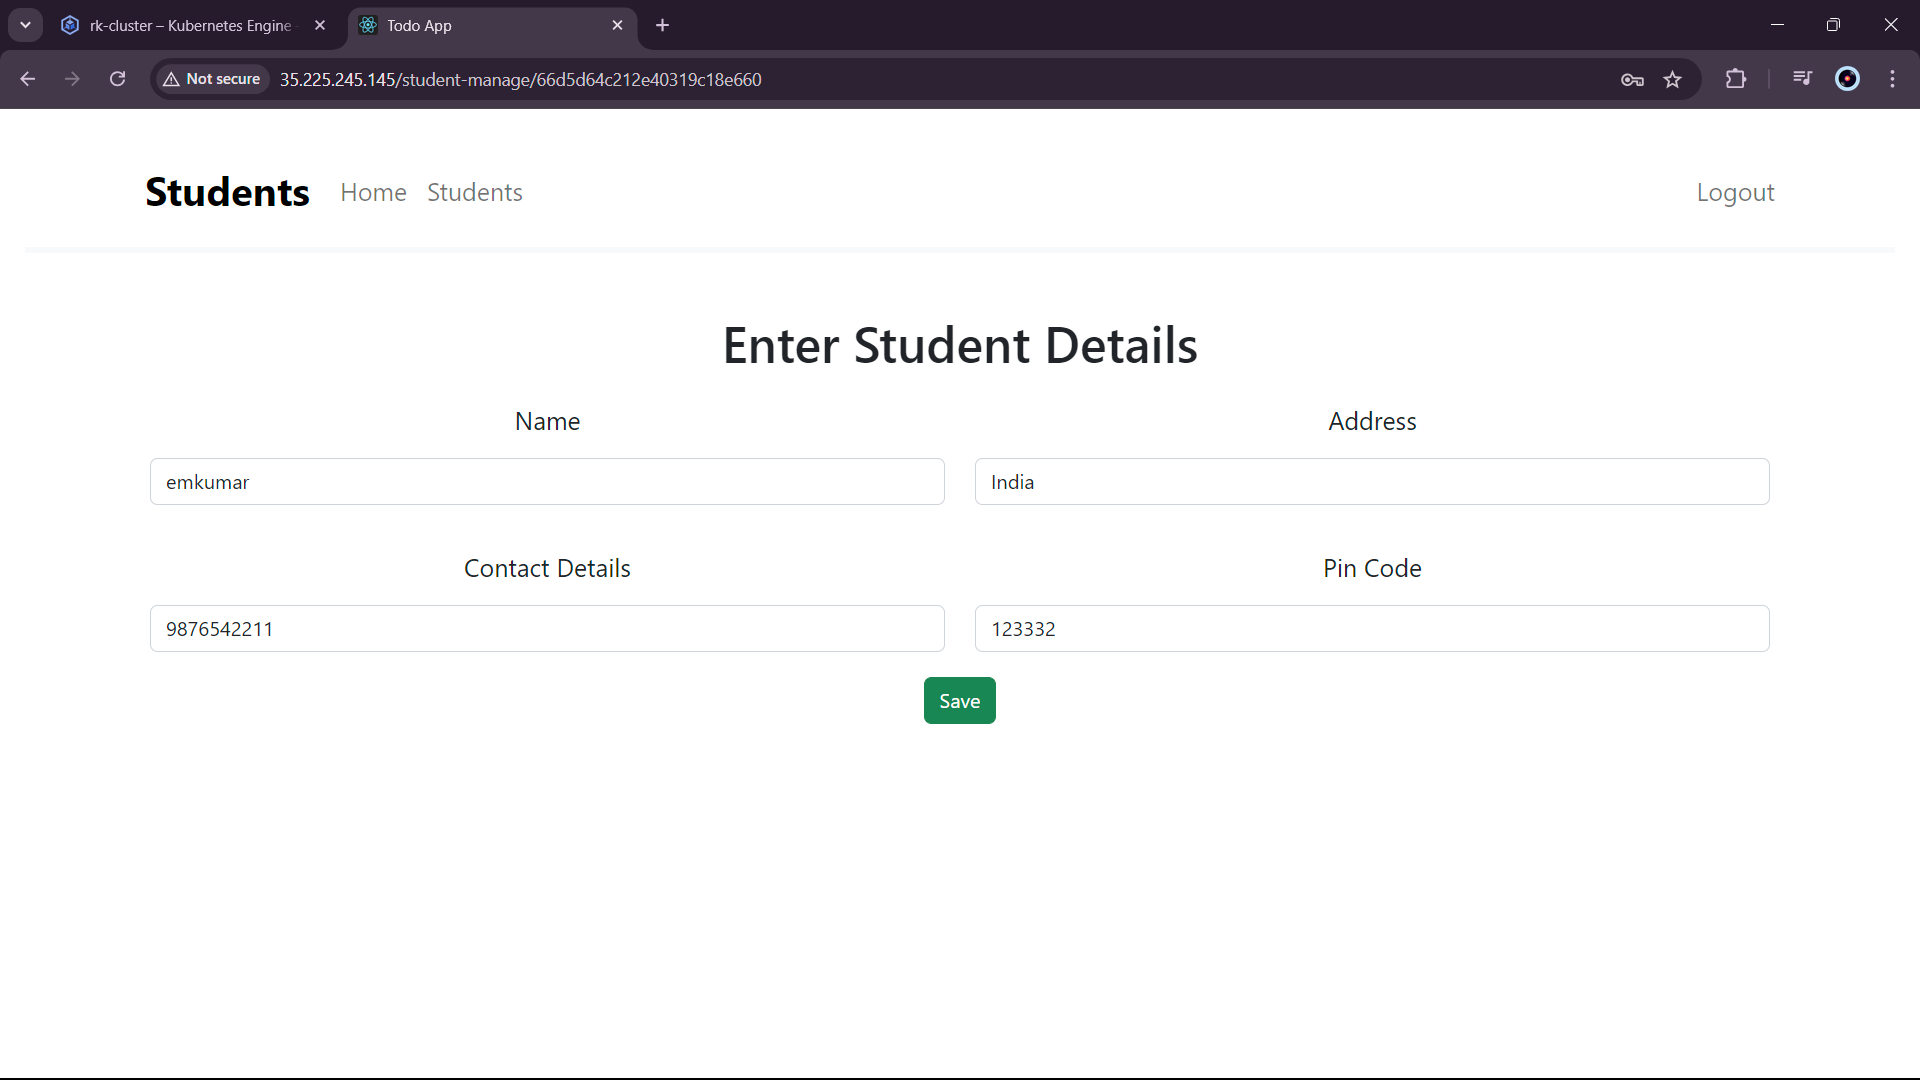 rk-cluster – Kubernetes Engine
Todo App
Not secure
35.225.245.145/student-manage/66d5d64c212e40319c18e660
Students
Home
Students
Logout
Enter Student Details
Name
Address
emkumar
India
Contact Details
Pin Code
9876542211
123332
Save